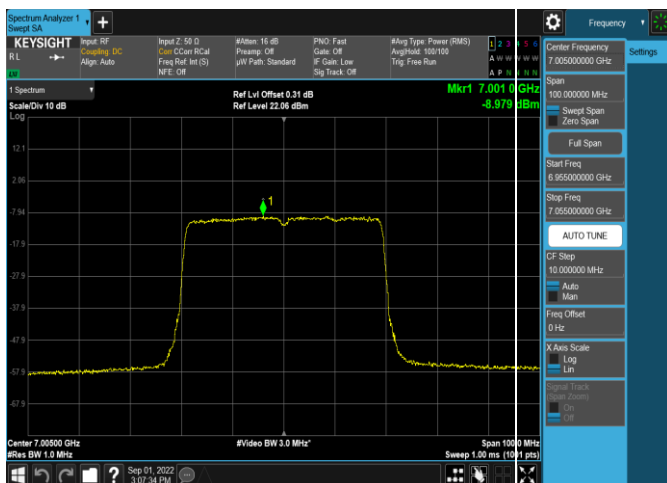 Spectrum Analyzer 1
Swept SA
+
Frequency
KEYSIGHT
RL
Input: RF
Coupling: DC
Align: Auto
Input Z: 50 Ω
Corr CCorr RCal
Freq Ref: Int (S)
NFE: Off
#Atten: 16 dB
Preamp: Off
µW Path: Standard
PNO: Fast
Gate: Off
IF Gain: Low
Sig Track: Off
#Avg Type: Power (RMS)
Avg|Hold: 100/100
Trig: Free Run
1 2 3 4 5 6
A W W W W W
A P N N N N
Settings
Center Frequency
7.005000000 GHz
Span
100.000000 MHz
Swept Span
Zero Span
Full Span
Start Freq
6.955000000 GHz
Stop Freq
7.055000000 GHz
AUTO TUNE
CF Step
10.000000 MHz
Auto
Man
Freq Offset
0 Hz
X Axis Scale
Log
Lin
Signal Track
(Span Zoom)
On
Off
1 Spectrum
Scale/Div 10 dB
Log
Ref Lvl Offset 0.31 dB
Ref Level 22.06 dBm
Mkr1 7.001 0 GHz
-8.979 dBm
12.1
2.06
-7.94
1
-17.9
-27.9
-37.9
-47.9
-57.9
-67.9
Center 7.00500 GHz
#Res BW 1.0 MHz
#Video BW 3.0 MHz*
Span 100.0 MHz
Sweep 1.00 ms (1001 pts)
?
Sep 01, 2022
3:07:34 PM